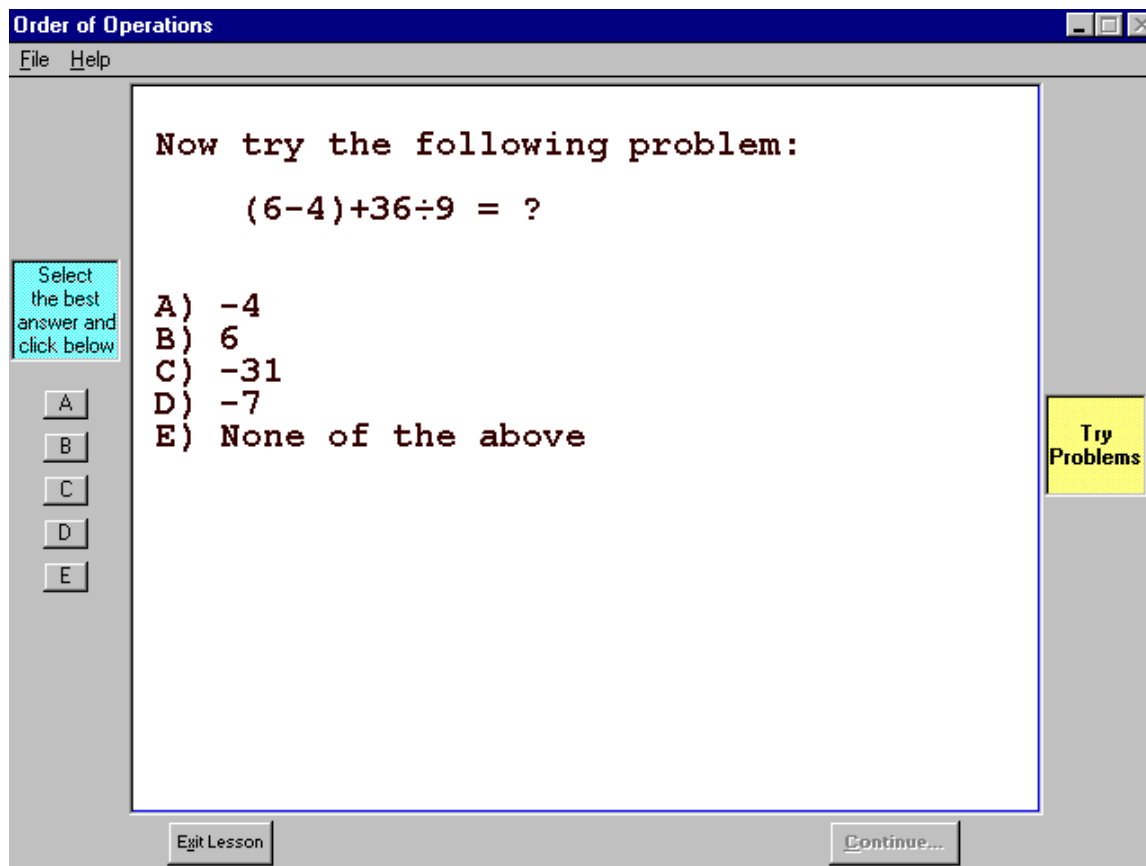 Order of Operations
File Help
Now try the following problem:
(6-4)+36÷9 = ?
Select
the best
answer and
click below
A) -4
B) 6
C) -31
D) -7
E) None of the above
A
B
C
D
E
Try
Problems
Exit Lesson
Continue...